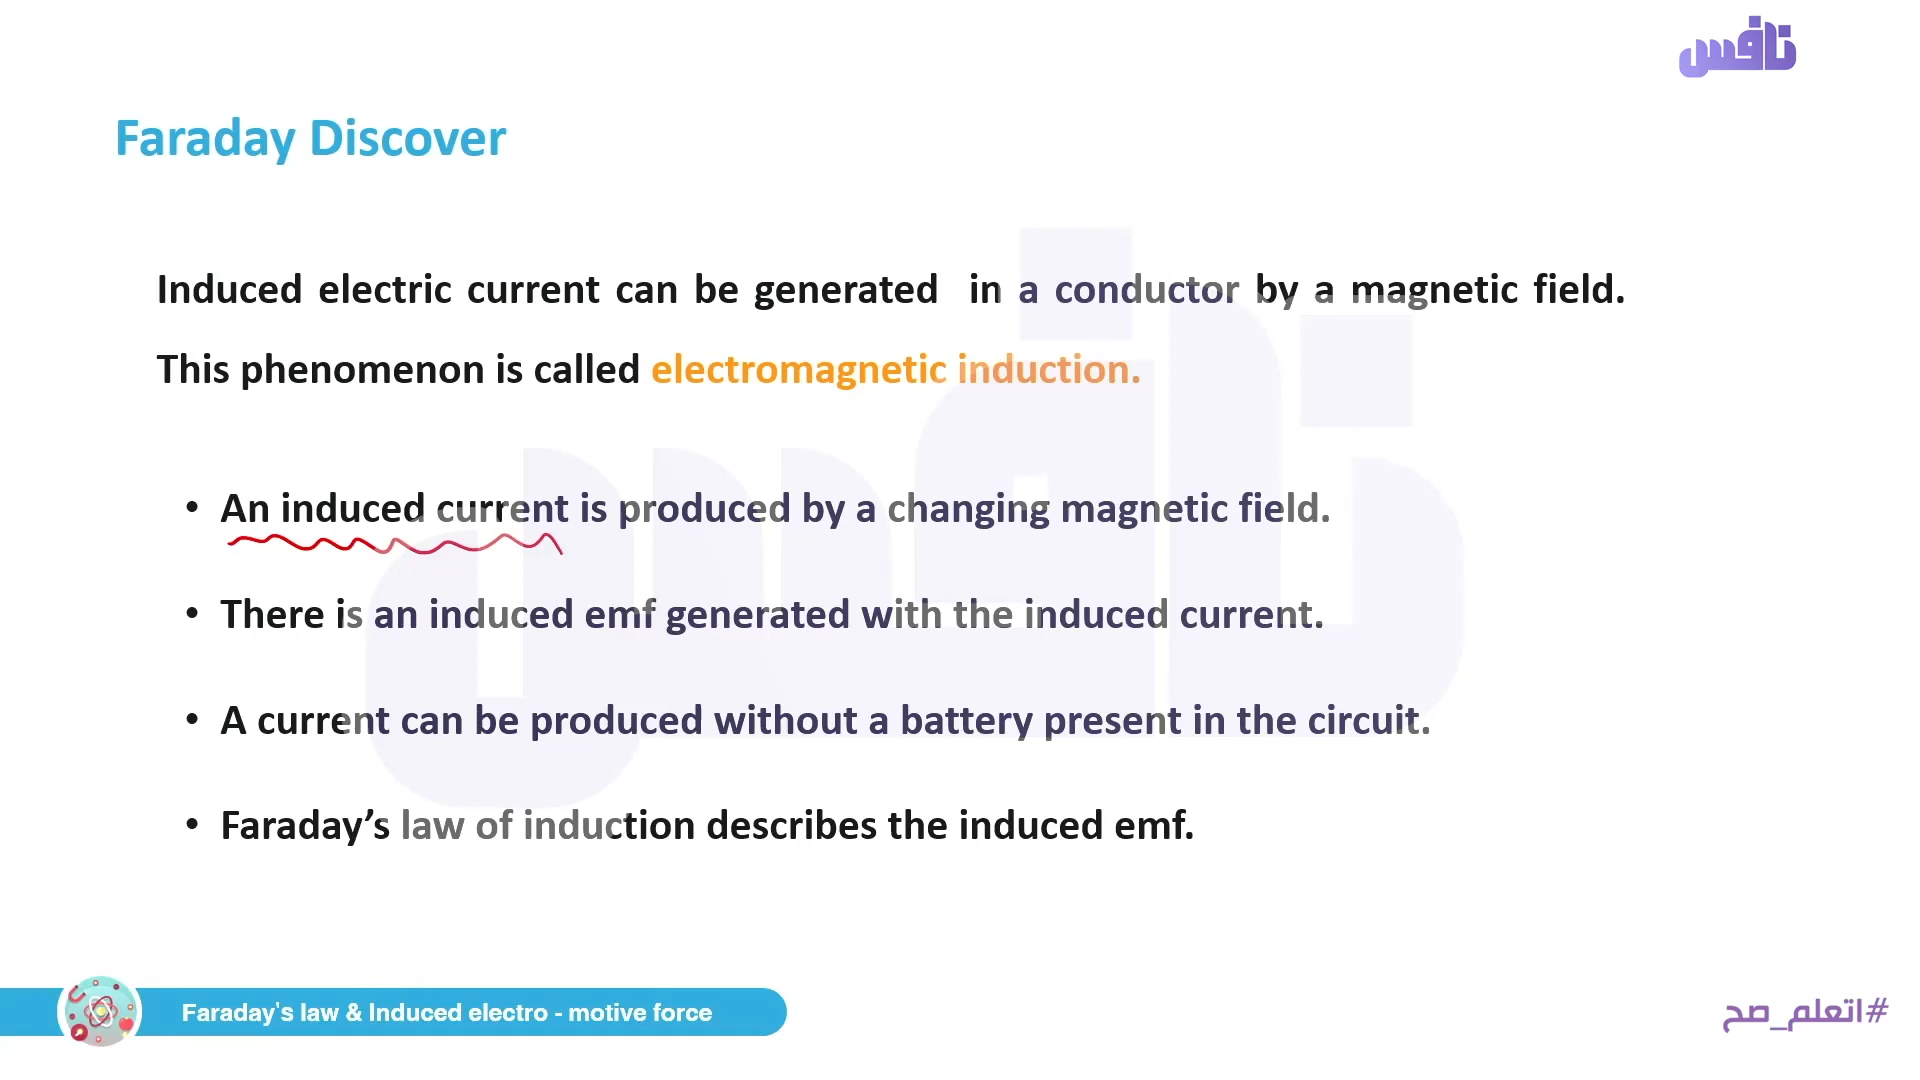 نافس
Faraday Discover
Induced electric current can be generated in a conductor by a magnetic field.
This phenomenon is called electromagnetic induction.
• An induced current is produced by a changing magnetic field.
• There is an induced emf generated with the induced current.
• A current can be produced without a battery present in the circuit.
• Faraday’s law of induction describes the induced emf.
Faraday's law & Induced electro - motive force
#اتعلم_صح